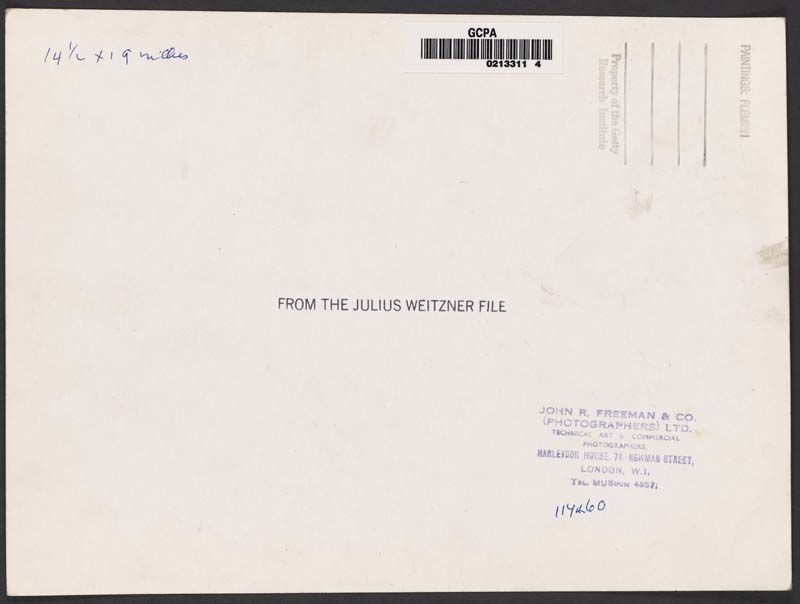 14 ½ x 19 inches
GCPA
0213311 4
Property of the Getty
Research Institute
PAINTINGS: FLEMISH
FROM THE JULIUS WEITZNER FILE
JOHN R. FREEMAN & CO.
(PHOTOGRAPHERS) LTD.
TECHNICAL ART & COMMERCIAL
PHOTOGRAPHERS,
HARLEYDON HOUSE, 74, NEWMAN STREET,
LONDON, W.1.
TEL. MUSEUM 4957;